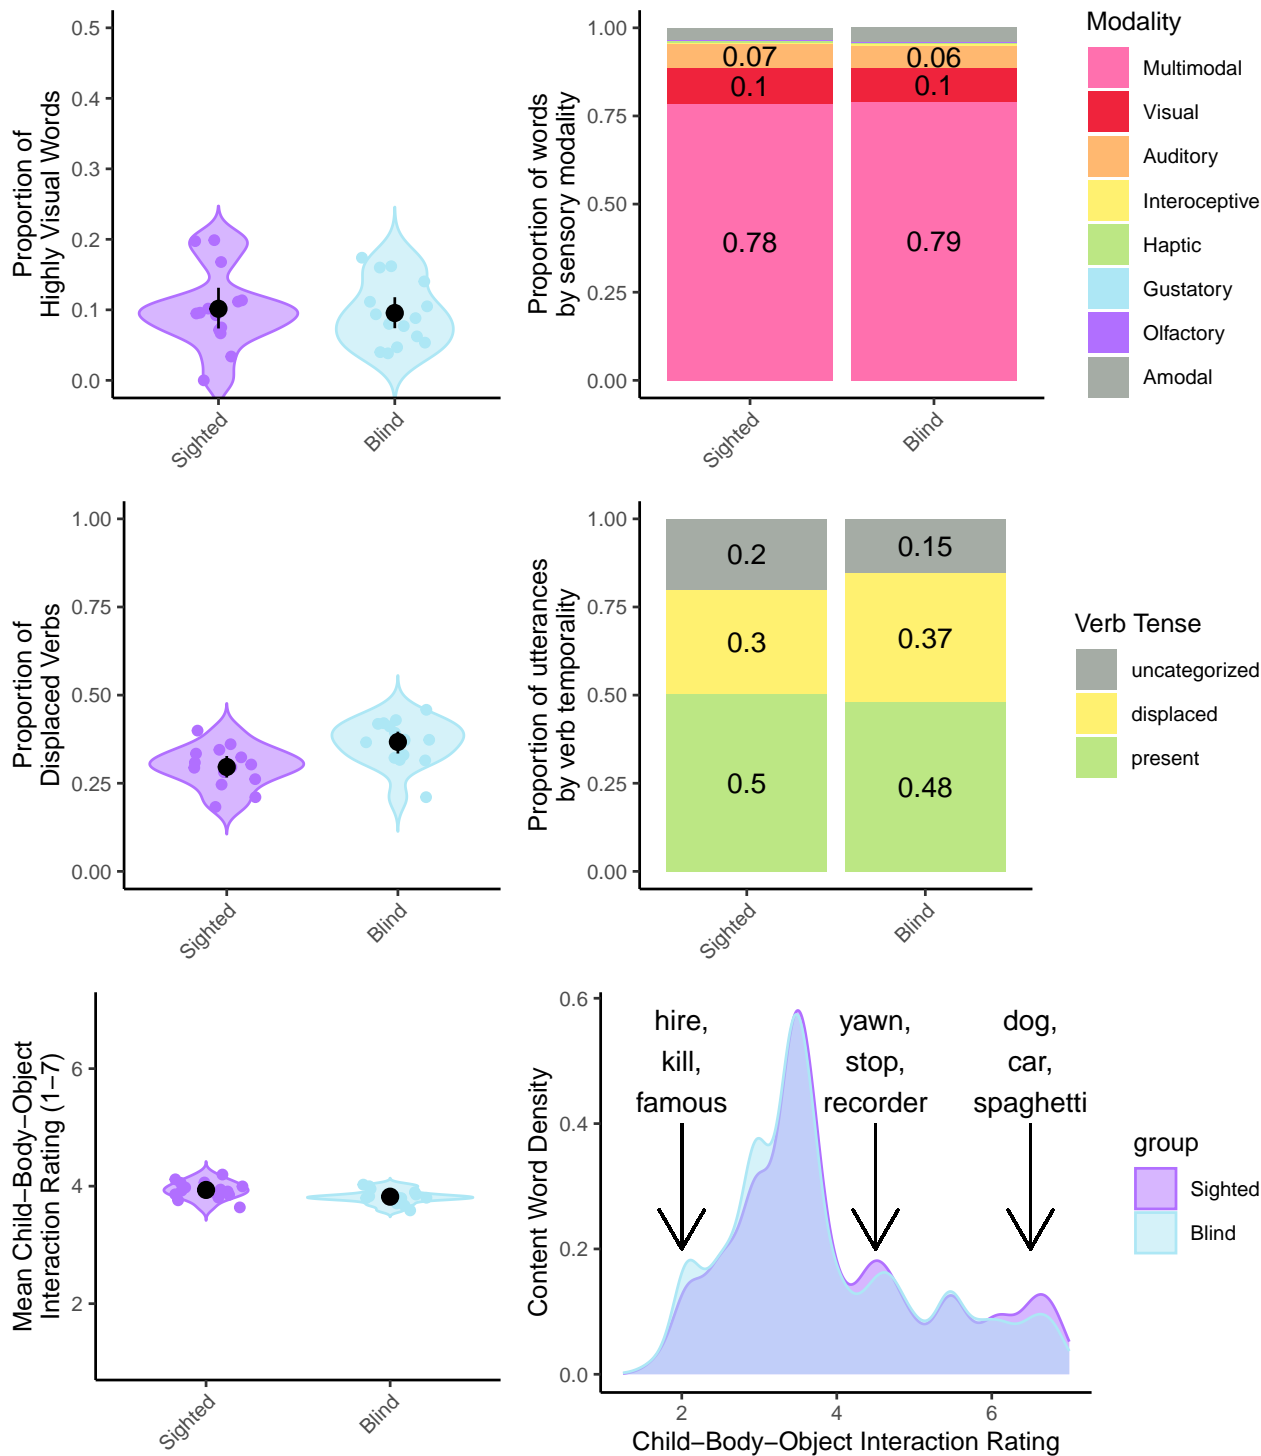 Proportion of
Highly Visual Words
0.5
0.4
0.3
0.2
0.1
0.0
Sighted
Blind
Proportion of words
by sensory modality
1.00
0.75
0.50
0.25
0.00
0.07
0.1
0.78
0.06
0.1
0.79
Sighted
Blind
Modality
Multimodal
Visual
Auditory
Interoceptive
Haptic
Gustatory
Olfactory
Amodal
Proportion of
Displaced Verbs
1.00
0.75
0.50
0.25
0.00
Sighted
Blind
Proportion of utterances
by verb temporality
1.00
0.75
0.50
0.25
0.00
0.2
0.3
0.5
0.15
0.37
0.48
Sighted
Blind
Verb Tense
uncategorized
displaced
present
Mean Child−Body−Object
Interaction Rating (1−7)
6
4
2
Sighted
Blind
Content Word Density
0.6
0.4
0.2
0.0
hire,
kill,
famous
yawn,
stop,
recorder
dog,
car,
spaghetti
2
4
6
Child−Body−Object Interaction Rating
group
Sighted
Blind